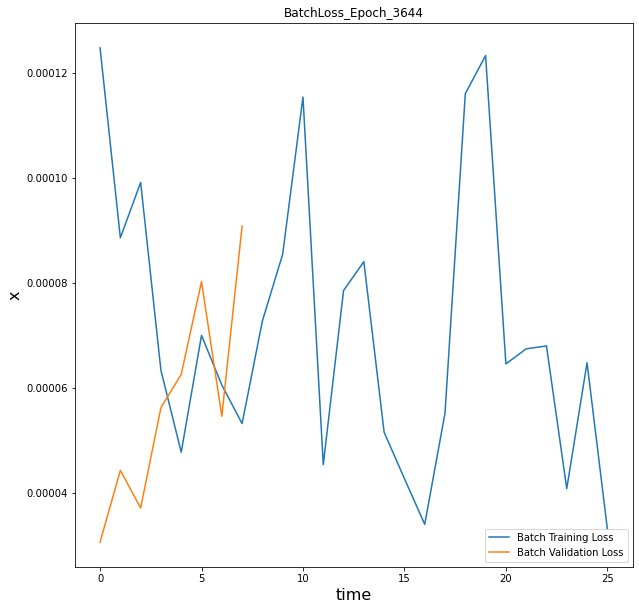 BatchLoss_Epoch_3644
0.00012
0.00010
0.00008
0.00006
0.00004
x
0
5
10
15
20
25
time
Batch Training Loss
Batch Validation Loss